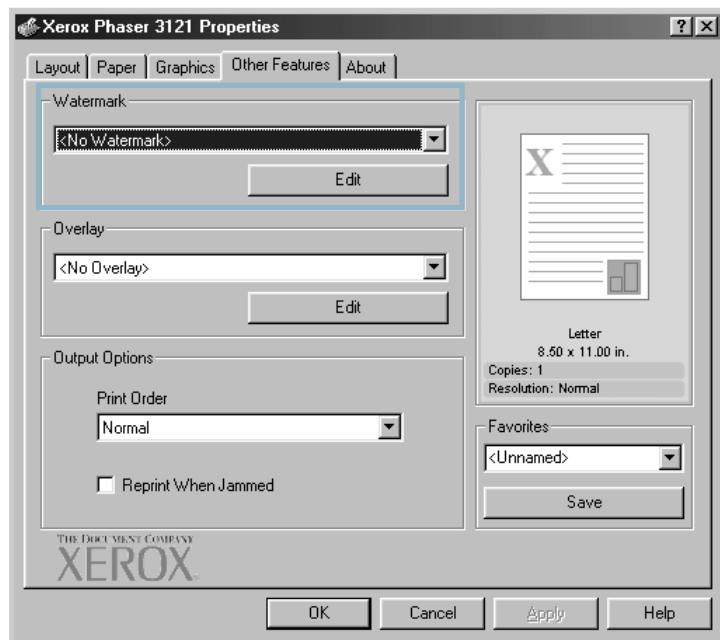 Xerox Phaser 3121 Properties
Layout Paper Graphics Other Features About
Watermark
<No Watermark>
Edit
Overlay
<No Overlay>
Edit
Output Options
Print Order
Normal
Reprint When Jammed
X
Letter
8.50 x 11.00 in.
Copies: 1
Resolution: Normal
Favorites
<Unnamed>
Save
THE DOCUMENT COMPANY
XEROX
OK Cancel Apply Help